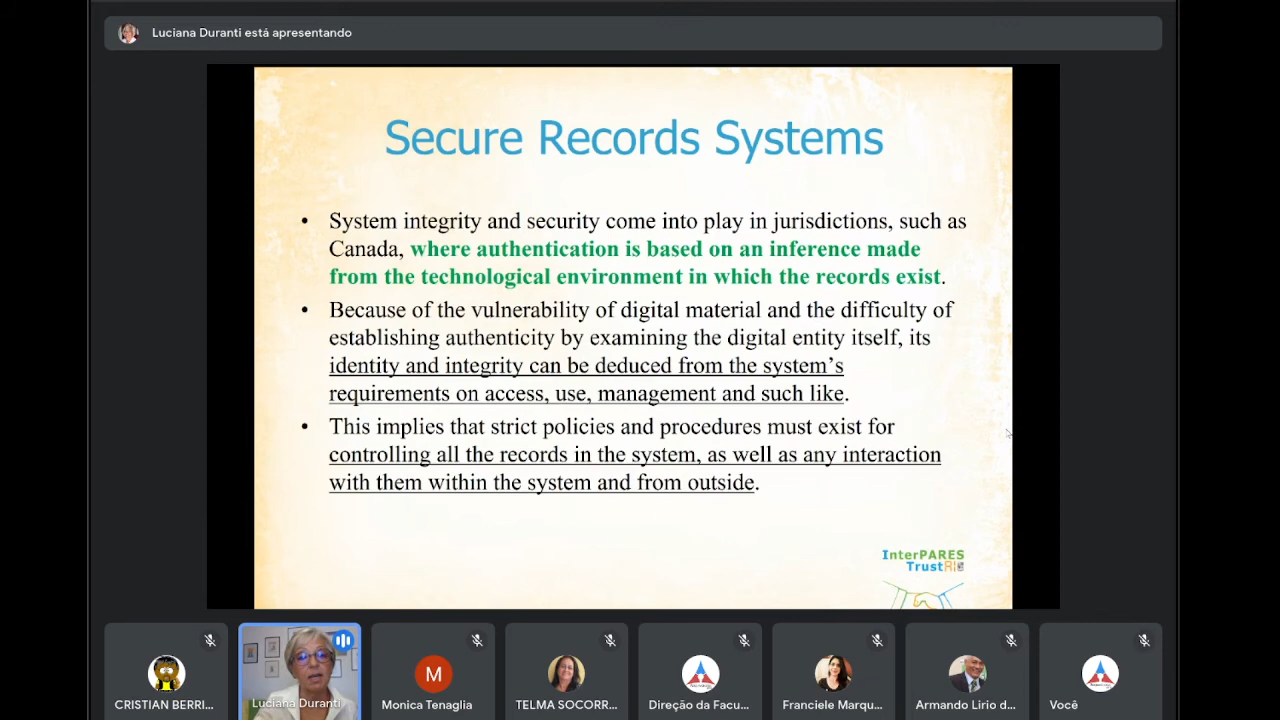 Luciana Duranti está apresentando
Secure Records Systems
• System integrity and security come into play in jurisdictions, such as
Canada, where authentication is based on an inference made
from the technological environment in which the records exist.
• Because of the vulnerability of digital material and the difficulty of
establishing authenticity by examining the digital entity itself, its
identity and integrity can be deduced from the system's
requirements on access, use, management and such like.
• This implies that strict policies and procedures must exist for
controlling all the records in the system, as well as any interaction
with them within the system and from outside.
InterPARES
Trust
M
CRISTIAN BERRI...
Luciana Duranti
Monica Tenaglia
TELMA SOCORR...
Direção da Facu...
Franciele Marqu...
Armando Lirio d...
Você